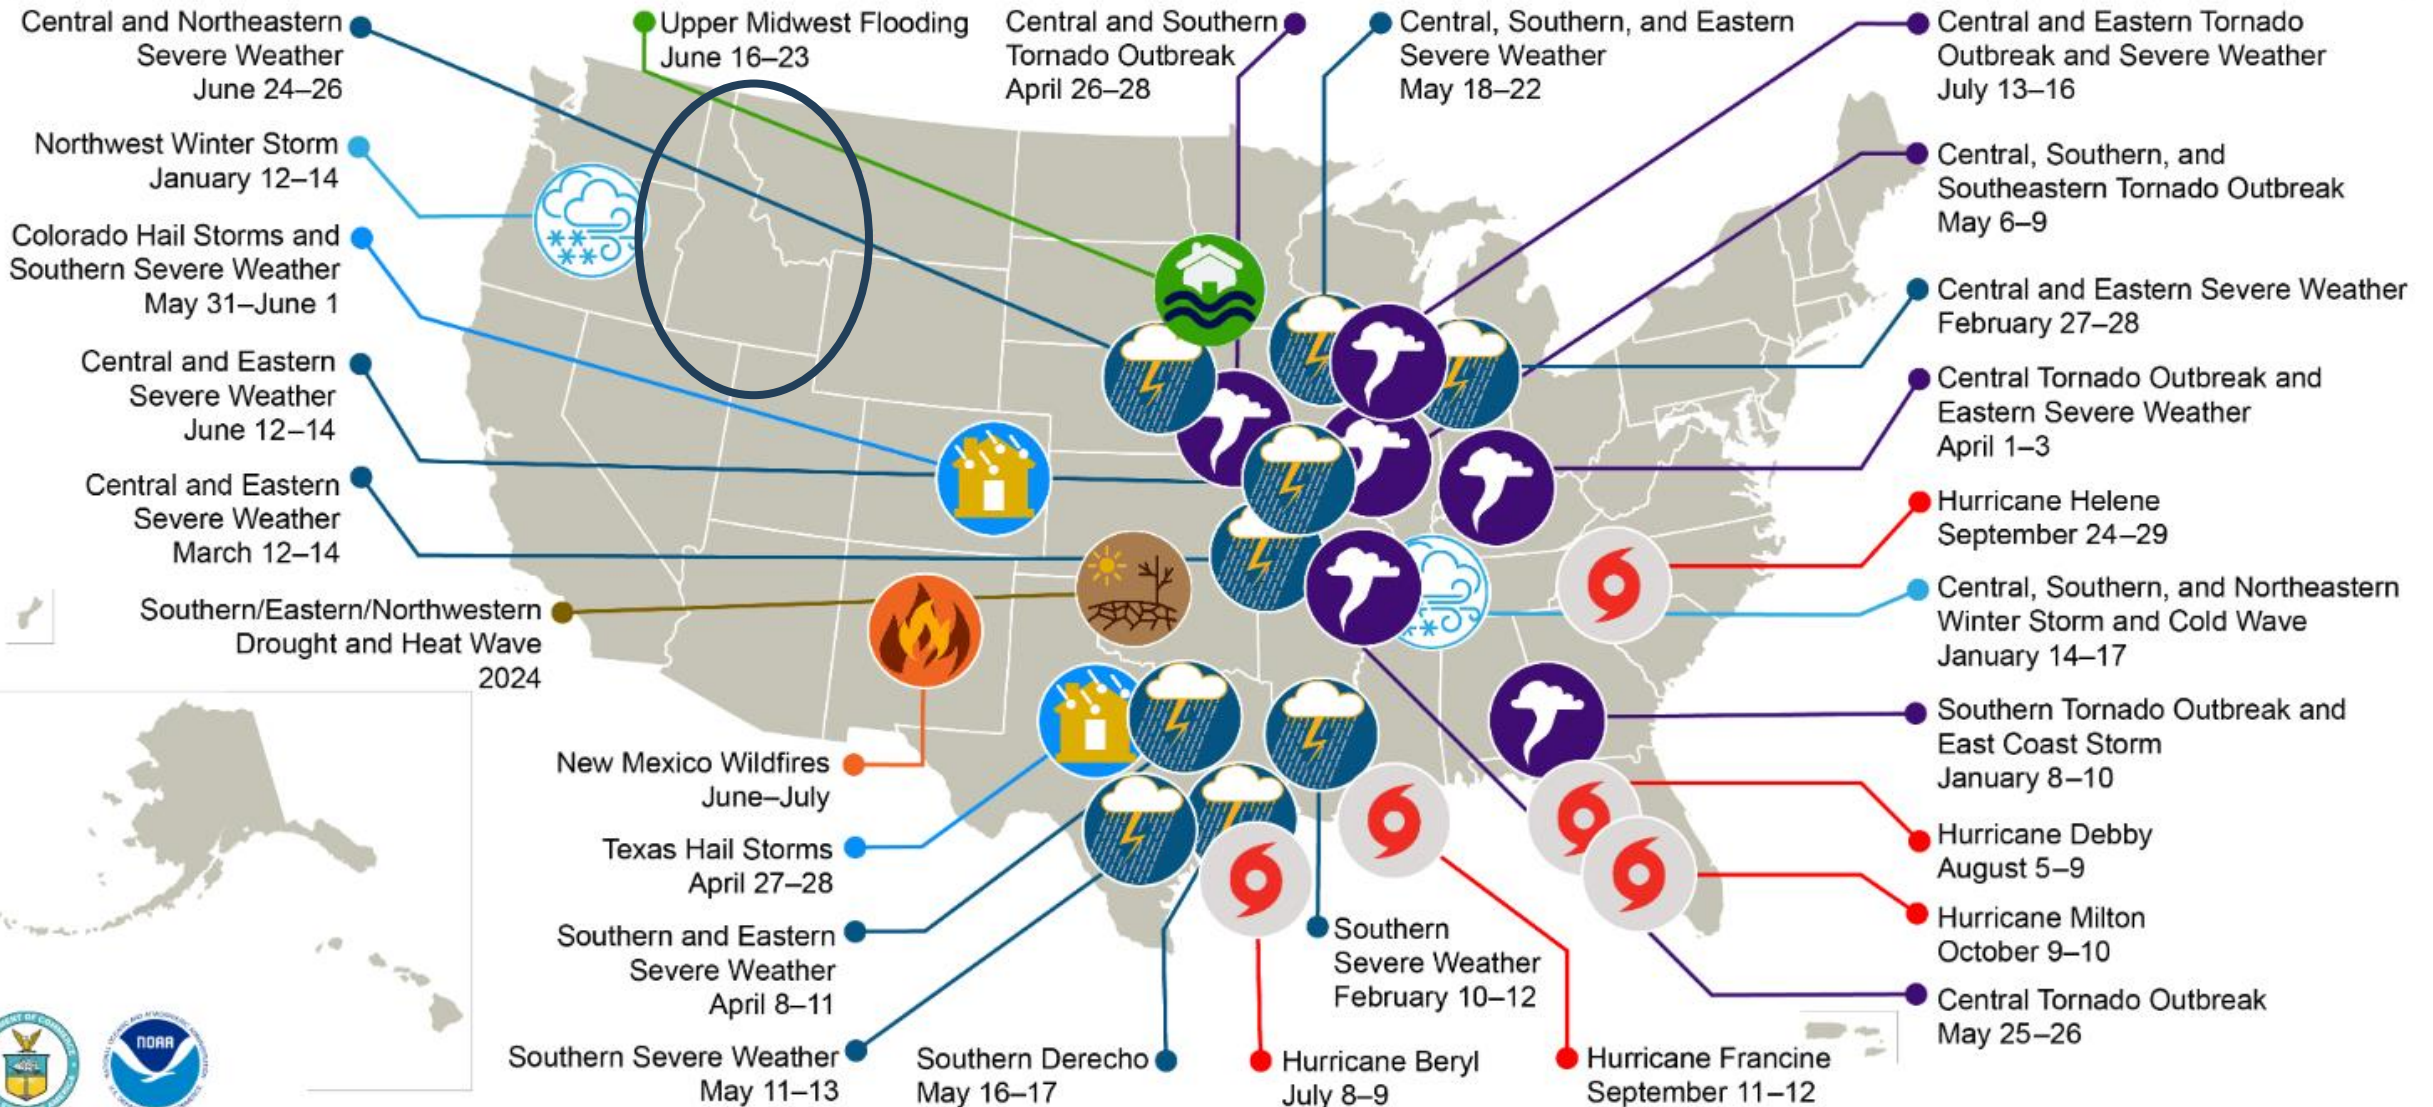 Central and Northeastern
Severe Weather
June 24–26
Upper Midwest Flooding
June 16–23
Central and Southern
Tornado Outbreak
April 26–28
Central, Southern, and Eastern
Severe Weather
May 18–22
Central and Eastern Tornado
Outbreak and Severe Weather
July 13–16
Northwest Winter Storm
January 12–14
Central, Southern, and
Southeastern Tornado Outbreak
May 6–9
Colorado Hail Storms and
Southern Severe Weather
May 31–June 1
Central and Eastern Severe Weather
February 27–28
Central and Eastern
Severe Weather
June 12–14
Central Tornado Outbreak and
Eastern Severe Weather
April 1–3
Central and Eastern
Severe Weather
March 12–14
Hurricane Helene
September 24–29
Southern/Eastern/Northwestern
Drought and Heat Wave
2024
Central, Southern, and Northeastern
Winter Storm and Cold Wave
January 14–17
Southern Tornado Outbreak and
East Coast Storm
January 8–10
New Mexico Wildfires
June–July
Texas Hail Storms
April 27–28
Hurricane Debby
August 5–9
Southern and Eastern
Severe Weather
April 8–11
Southern
Severe Weather
February 10–12
Hurricane Milton
October 9–10
Central Tornado Outbreak
May 25–26
Southern Severe Weather
May 11–13
Southern Derecho
May 16–17
Hurricane Beryl
July 8–9
Hurricane Francine
September 11–12
NOAA